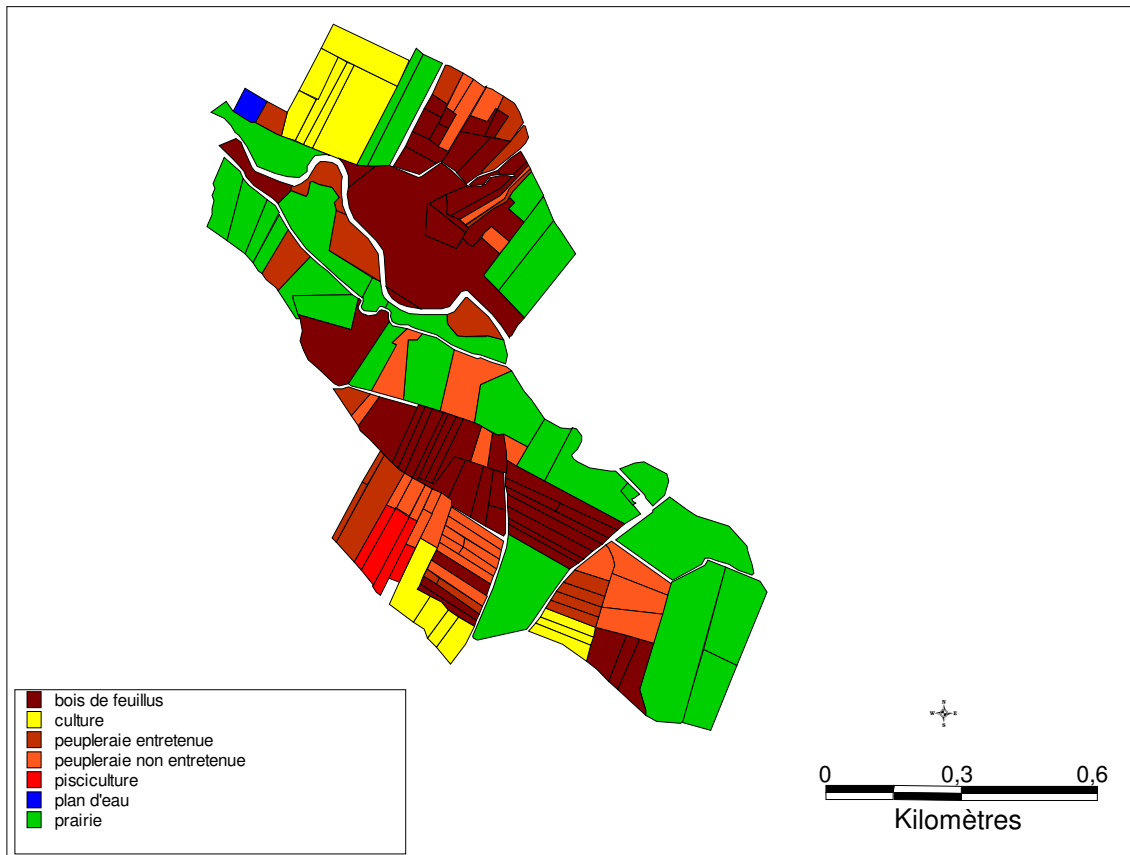 bois de feuillus
culture
peupleraie entretenue
peupleraie non entretenue
pisciculture
plan d'eau
prairie
N
W E
S
0 0,3 0,6
Kilomètres